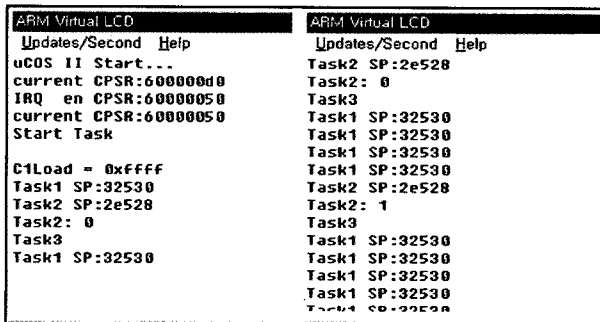 ARM Virtual LCD
Updates/Second Help
uCOS II Start...
current CPSR:600000d0
IRQ en CPSR:60000050
current CPSR:60000050
Start Task
C1Load = 0xffff
Task1 SP:32530
Task2 SP:2e528
Task2: 0
Task3
Task1 SP:32530
ARM Virtual LCD
Updates/Second Help
Task2 SP:2e528
Task2: 0
Task3
Task1 SP:32530
Task1 SP:32530
Task1 SP:32530
Task1 SP:32530
Task2 SP:2e528
Task2: 1
Task3
Task1 SP:32530
Task1 SP:32530
Task1 SP:32530
Task1 SP:32530
Task1 SP:32530